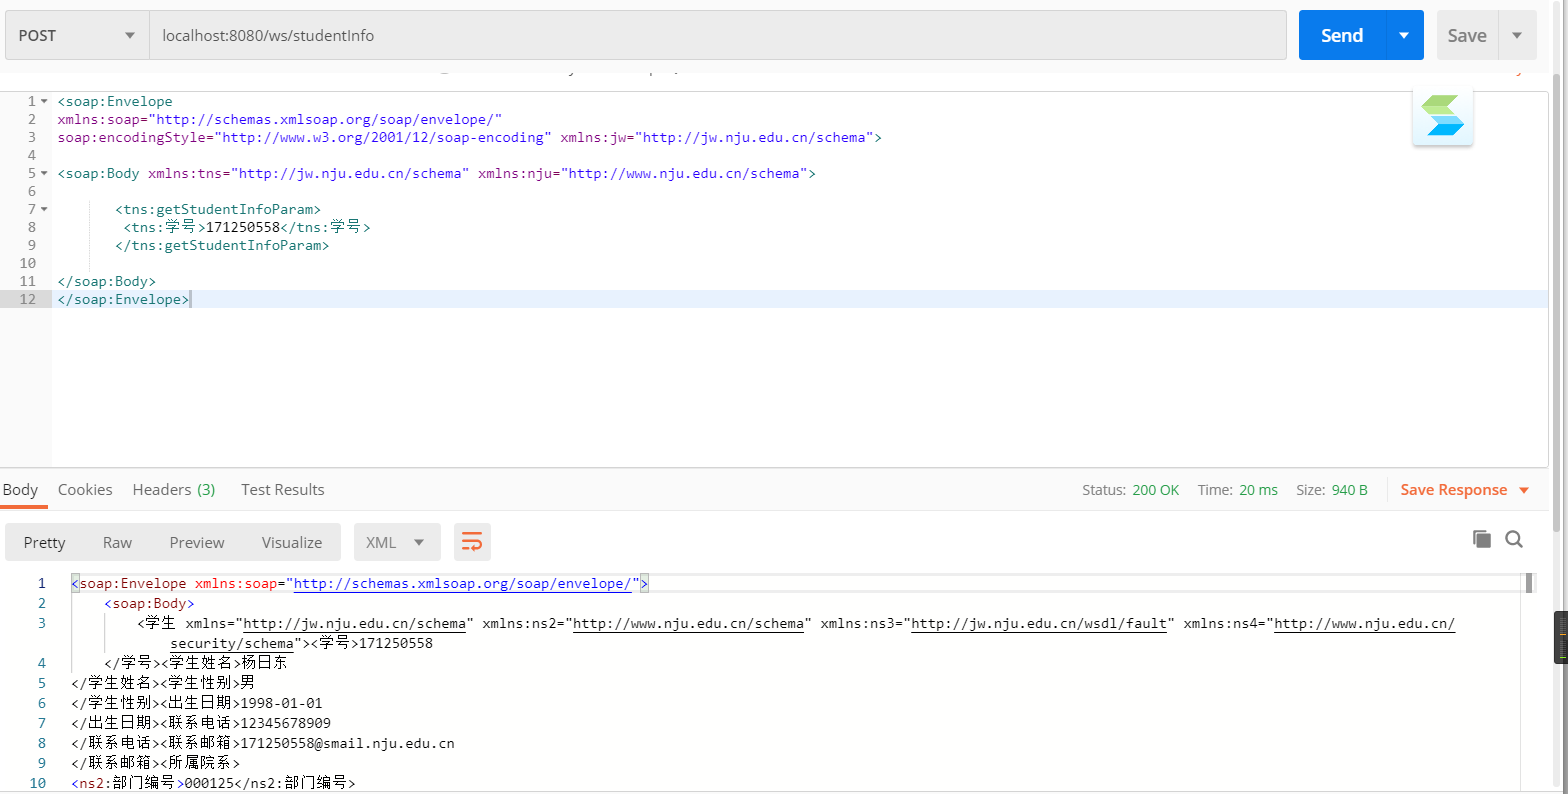 POST
localhost:8080/ws/studentInfo
Send
Save
1 <soap:Envelope
2 xmlns:soap="http://schemas.xmlsoap.org/soap/envelope/"
3 soap:encodingStyle="http://www.w3.org/2001/12/soap-encoding" xmlns:jw="http://jw.nju.edu.cn/schema">
4
5 <soap:Body xmlns:tns="http://jw.nju.edu.cn/schema" xmlns:nju="http://www.nju.edu.cn/schema">
6
7 <tns:getStudentInfoParam>
8 <tns:学号>171250558</tns:学号>
9 </tns:getStudentInfoParam>
10
11 </soap:Body>
12 </soap:Envelope>
Body Cookies Headers (3) Test Results Status: 200 OK Time: 20 ms Size: 940 B Save Response
Pretty Raw Preview Visualize XML
1 <soap:Envelope xmlns:soap="http://schemas.xmlsoap.org/soap/envelope/">
2 <soap:Body>
3 <学生 xmlns="http://jw.nju.edu.cn/schema" xmlns:ns2="http://www.nju.edu.cn/schema" xmlns:ns3="http://jw.nju.edu.cn/wsdl/fault" xmlns:ns4="http://www.nju.edu.cn/
security/schema"><学号>171250558
4 </学号><学生姓名>杨日东
5 </学生姓名><学生性别>男
6 </学生性别><出生日期>1998-01-01
7 </出生日期><联系电话>12345678909
8 </联系电话><联系邮箱>171250558@smail.nju.edu.cn
9 </联系邮箱><所属院系>
10 <ns2:部门编号>000125</ns2:部门编号>